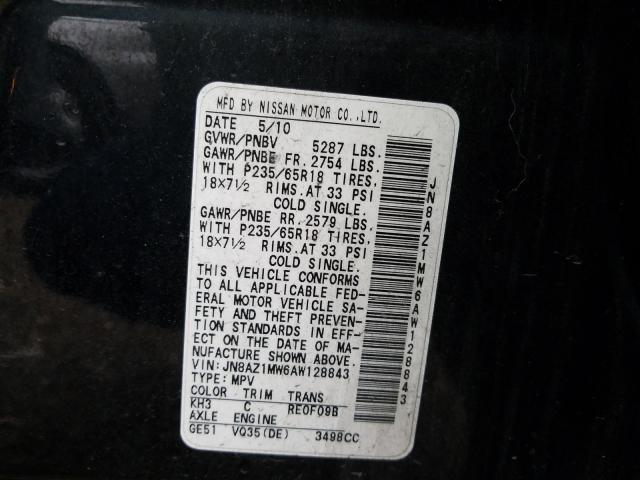 MFD BY NISSAN MOTOR CO.,LTD.
DATE 5/10
GVWR/PNBV 5287 LBS.
GAWR/PNBE FR. 2754 LBS.
WITH P235/65R18 TIRES,
18X7½ RIMS.AT 33 PSI
COLD SINGLE.
GAWR/PNBE RR. 2579 LBS.
WITH P235/65R18 TIRES,
18X7½ RIMS.AT 33 PSI
COLD SINGLE.
THIS VEHICLE CONFORMS
TO ALL APPLICABLE FED-
ERAL MOTOR VEHICLE SA-
FETY AND THEFT PREVEN-
TION STANDARDS IN EFF-
ECT ON THE DATE OF MA-
NUFACTURE SHOWN ABOVE.
VIN: JN8AZ1MW6AW128843
TYPE: MPV
COLOR TRIM TRANS
KH3 C RE0F09B
AXLE ENGINE
GE51 VQ35(DE) 3498CC
JN8AZ1MW6AW128843